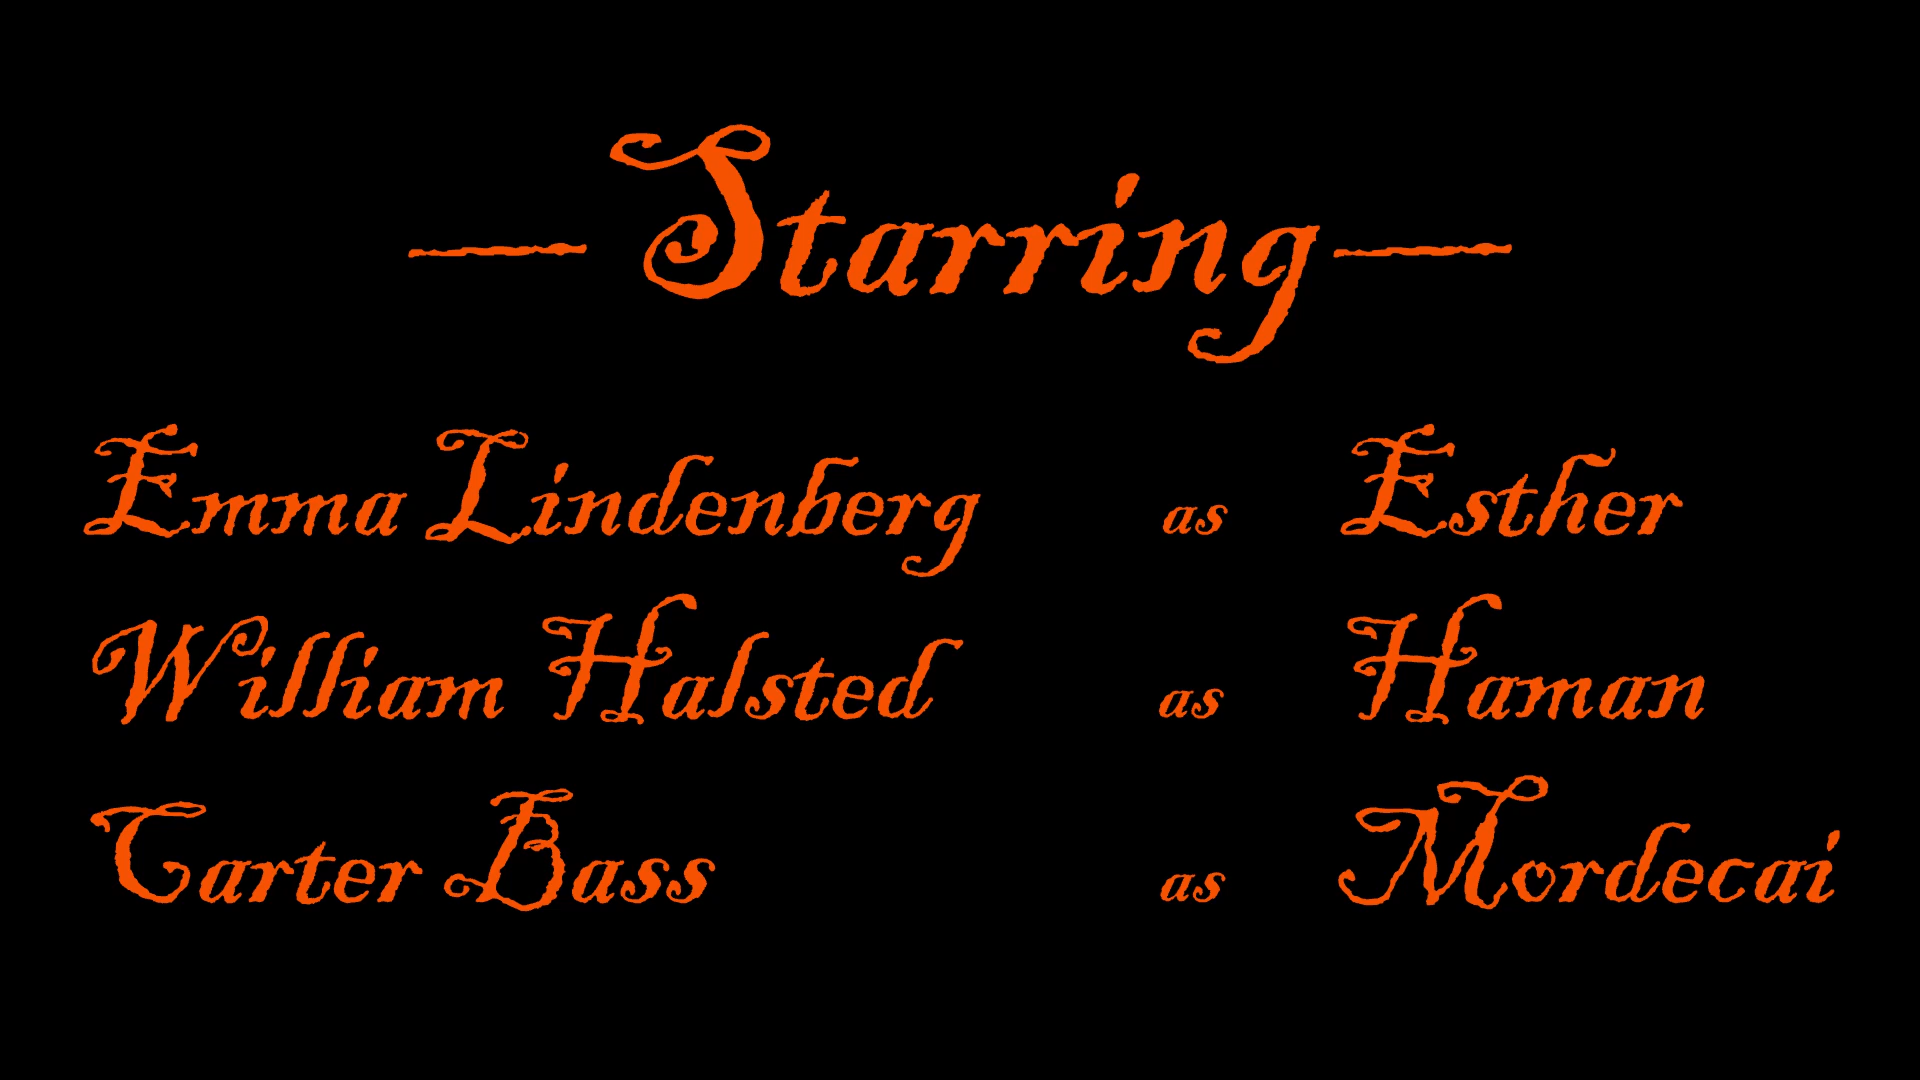 — Starring —
Emma Lindenberg as Esther
William Halsted as Haman
Carter Bass as Mordecai